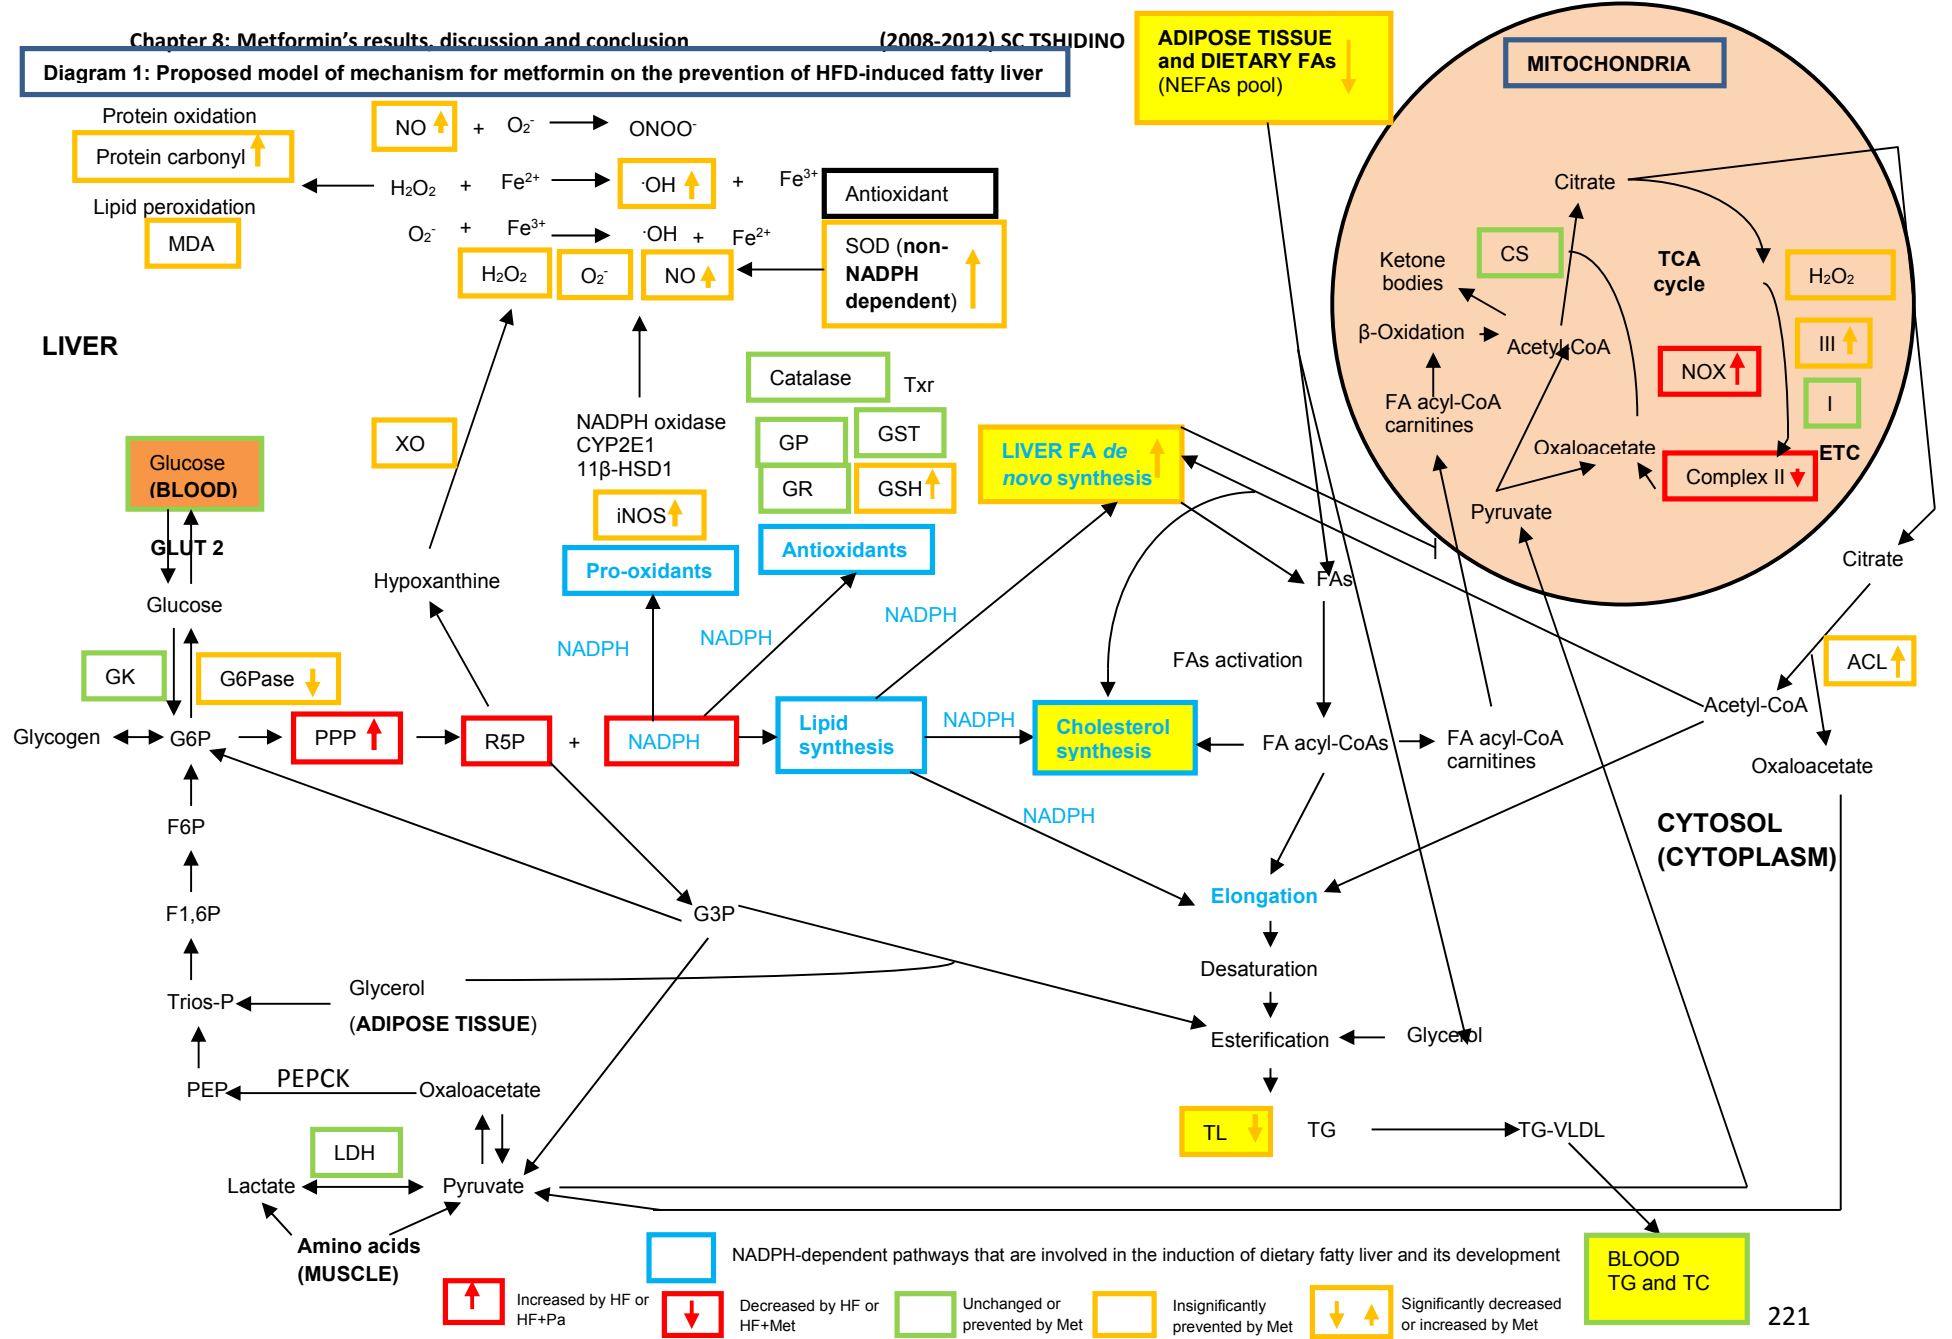 Chapter 8: Metformin's results, discussion and conclusion (2008-2012) SC TSHIDINO
Diagram 1: Proposed model of mechanism for metformin on the prevention of HFD-induced fatty liver
ADIPOSE TISSUE
and DIETARY FAs
(NEFAs pool)
MITOCHONDRIA
Protein oxidation
Protein carbonyl
Lipid peroxidation
MDA
NO + O₂⁻ ONOO⁻
H₂O₂ + Fe²⁺ ·OH + Fe³⁺
O₂⁻ + Fe³⁺ ·OH + Fe²⁺
H₂O₂
O₂⁻
NO
Antioxidant
SOD (non-
NADPH
dependent)
Citrate
CS
TCA
cycle
H₂O₂
Ketone
bodies
β-Oxidation
Acetyl-CoA
III
NOX
I
FA acyl-CoA
carnitines
Oxaloacetate
ETC
Complex II
Pyruvate
LIVER
Catalase
Txr
GP
GST
GR
GSH
XO
NADPH oxidase
CYP2E1
11β-HSD1
iNOS
Pro-oxidants
Antioxidants
LIVER FA de
novo synthesis
Glucose
(BLOOD)
GLUT 2
Glucose
Hypoxanthine
NADPH
NADPH
NADPH
FAs
Citrate
FAs activation
ACL
GK
G6Pase
Acetyl-CoA
Glycogen
G6P
PPP
R5P
+
NADPH
Lipid
synthesis
NADPH
Cholesterol
synthesis
FA acyl-CoAs
FA acyl-CoA
carnitines
Oxaloacetate
NADPH
CYTOSOL
(CYTOPLASM)
F6P
F1,6P
G3P
Elongation
Desaturation
Trios-P
Glycerol
(ADIPOSE TISSUE)
Esterification
Glycerol
PEP
PEPCK
Oxaloacetate
TL
TG
TG-VLDL
LDH
Lactate
Pyruvate
Amino acids
(MUSCLE)
NADPH-dependent pathways that are involved in the induction of dietary fatty liver and its development
BLOOD
TG and TC
Increased by HF or
HF+Pa
Decreased by HF or
HF+Met
Unchanged or
prevented by Met
Insignificantly
prevented by Met
Significantly decreased
or increased by Met
221